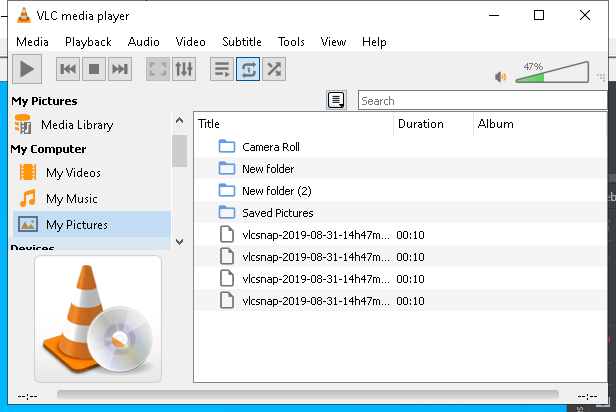 VLC media player
Media Playback Audio Video Subtitle Tools View Help
47%
My Pictures
Search
Media Library
Title Duration Album
My Computer
Camera Roll
My Videos
New folder
My Music
New folder (2)
My Pictures
Saved Pictures
Devices
vlcsnap-2019-08-31-14h47m... 00:10
vlcsnap-2019-08-31-14h47m... 00:10
vlcsnap-2019-08-31-14h47m... 00:10
vlcsnap-2019-08-31-14h47m... 00:10
--:-- --:--